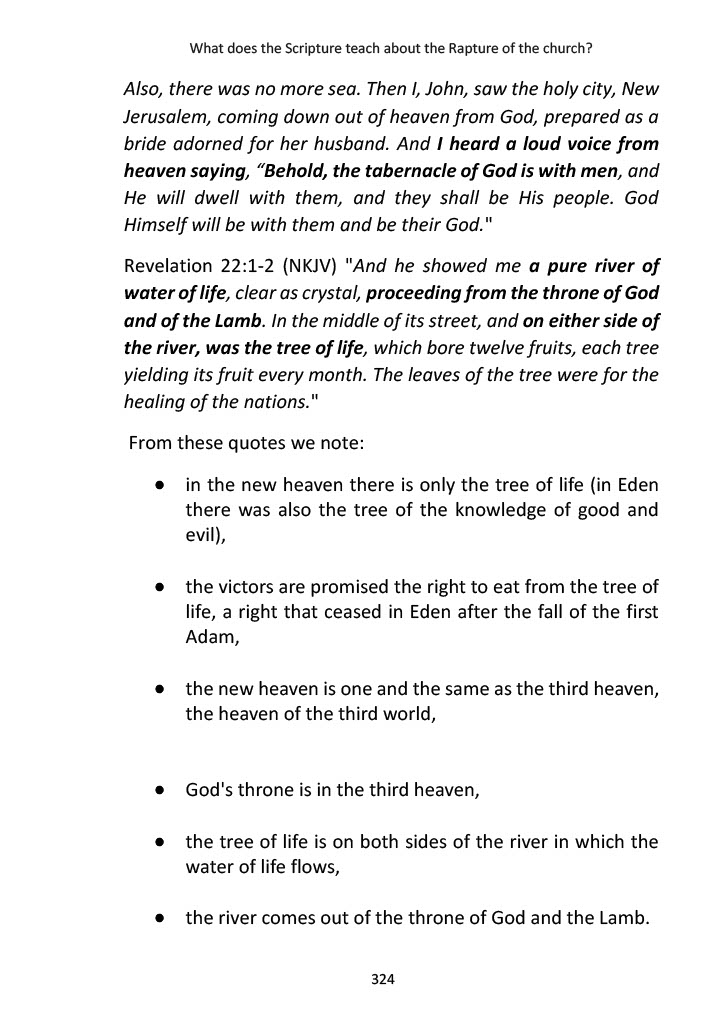 What does the Scripture teach about the Rapture of the church?
Also, there was no more sea. Then I, John, saw the holy city, New
Jerusalem, coming down out of heaven from God, prepared as a
bride adorned for her husband. And I heard a loud voice from
heaven saying, “Behold, the tabernacle of God is with men, and
He will dwell with them, and they shall be His people. God
Himself will be with them and be their God."
Revelation 22:1-2 (NKJV) "And he showed me a pure river of
water of life, clear as crystal, proceeding from the throne of God
and of the Lamb. In the middle of its street, and on either side of
the river, was the tree of life, which bore twelve fruits, each tree
yielding its fruit every month. The leaves of the tree were for the
healing of the nations."
From these quotes we note:
● in the new heaven there is only the tree of life (in Eden
there was also the tree of the knowledge of good and
evil),
● the victors are promised the right to eat from the tree of
life, a right that ceased in Eden after the fall of the first
Adam,
● the new heaven is one and the same as the third heaven,
the heaven of the third world,
● God's throne is in the third heaven,
● the tree of life is on both sides of the river in which the
water of life flows,
● the river comes out of the throne of God and the Lamb.
324